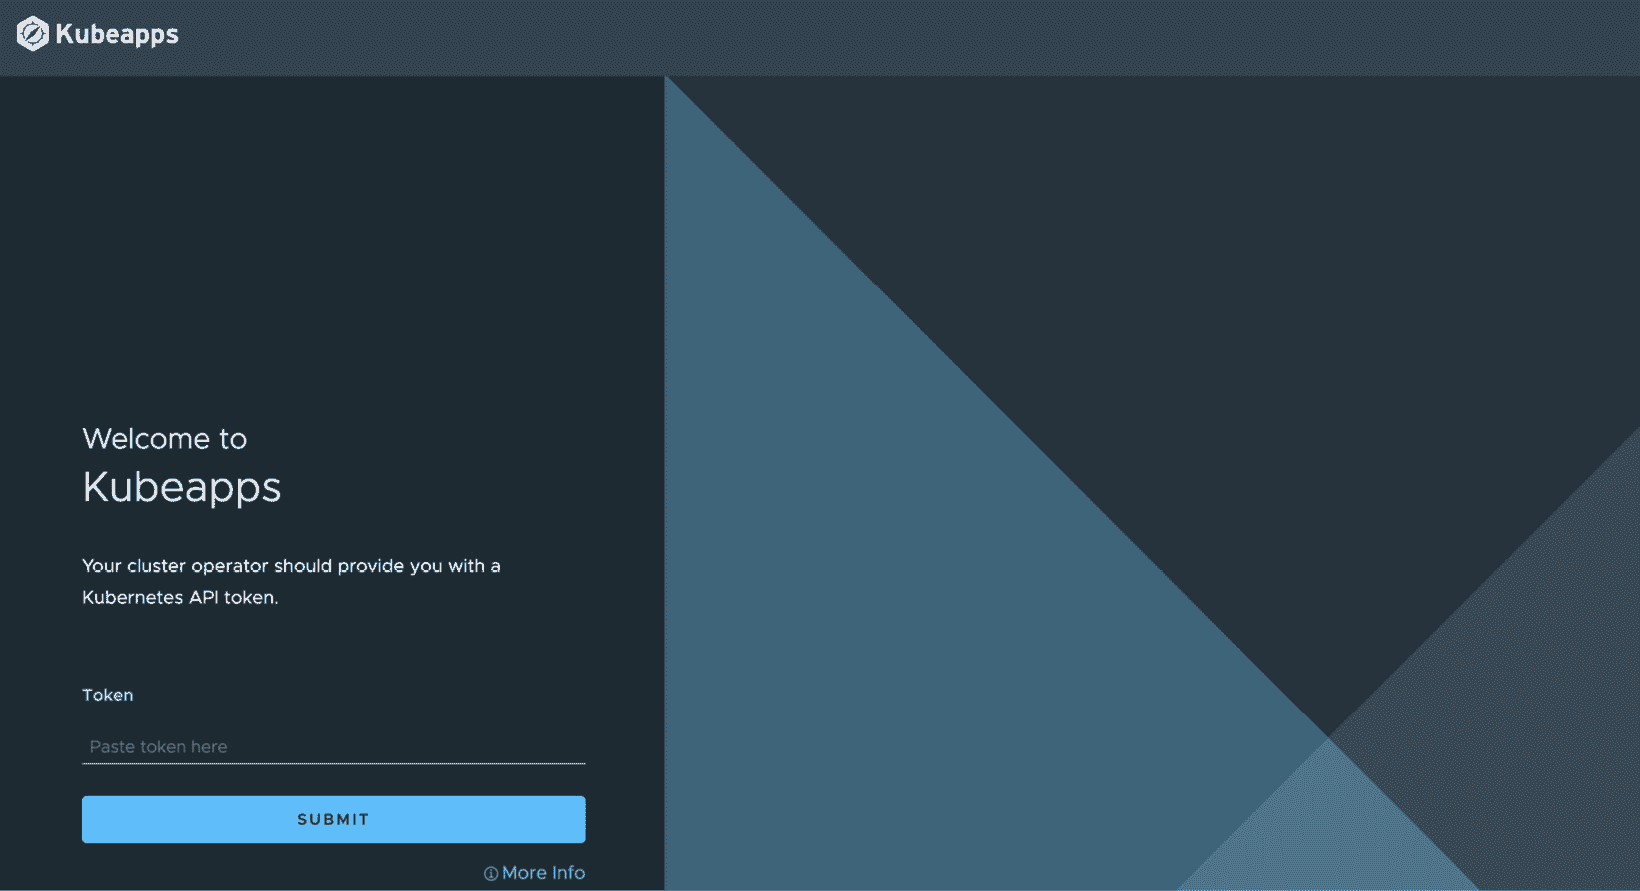 Kubeapps
Welcome to
Kubeapps
Your cluster operator should provide you with a
Kubernetes API token.
Token
Paste token here
SUBMIT
More Info